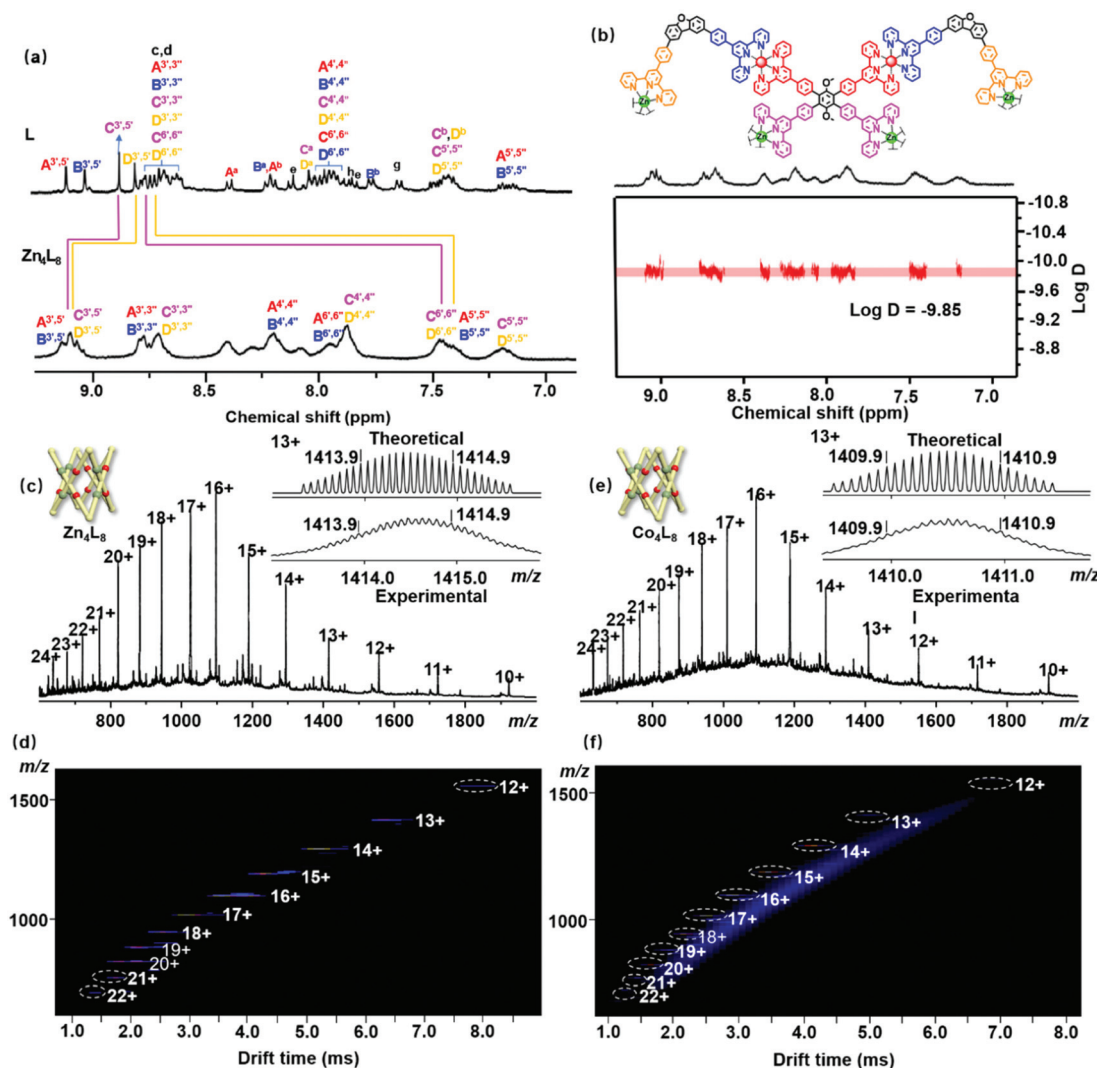 (a)
c,d
A3',3"
B3',3"
C3',3"
D3',3"
C6',6"
D6',6"
A4',4"
B4',4"
C4',4"
D4',4"
C6',6"
D6',6"
L
C3',5'
A3',5'
B3',5'
D3',5'
Aa
Ba,Ab
e
Ca
Da
h
e
Bb
g
Cb,Db
C5',5"
D5',5"
A5',5"
B5',5"
Zn4L8
A3',5'
B3',5'
C3',5'
D3',5'
A3',3"
B3',3"
C3',3"
D3',3"
A4',4"
B4',4"
A6',6"
B6',6"
C4',4"
D4',4"
C6',6"
D6',6"
A5',5"
B5',5"
C5',5"
D5',5"
9.0 8.5 8.0 7.5 7.0
Chemical shift (ppm)
(b)
Zn Zn Zn Zn
-10.8
-10.4
-10.0
-9.6
-9.2
-8.8
Log D
Log D = -9.85
9.0 8.5 8.0 7.5 7.0
Chemical shift (ppm)
(c)
Zn4L8
13+
Theoretical
1413.9
1414.9
1413.9
1414.9
1414.0 1415.0
m/z
Experimental
24+
23+
22+
21+
20+
19+
18+
17+
16+
15+
14+
13+
12+
11+
10+
800 1000 1200 1400 1600 1800 m/z
(e)
Co4L8
13+
Theoretical
1409.9
1410.9
1409.9
1410.9
1410.0 1411.0
m/z
Experimenta
l
24+
23+
22+
21+
20+
19+
18+
17+
16+
15+
14+
13+
12+
11+
10+
800 1000 1200 1400 1600 1800 m/z
(d)
m/z
1500
1000
12+
13+
14+
15+
16+
17+
18+
19+
20+
21+
22+
1.0 2.0 3.0 4.0 5.0 6.0 7.0 8.0
Drift time (ms)
(f)
m/z
1500
1000
12+
13+
14+
15+
16+
17+
18+
19+
20+
21+
22+
1.0 2.0 3.0 4.0 5.0 6.0 7.0 8.0
Drift time (ms)